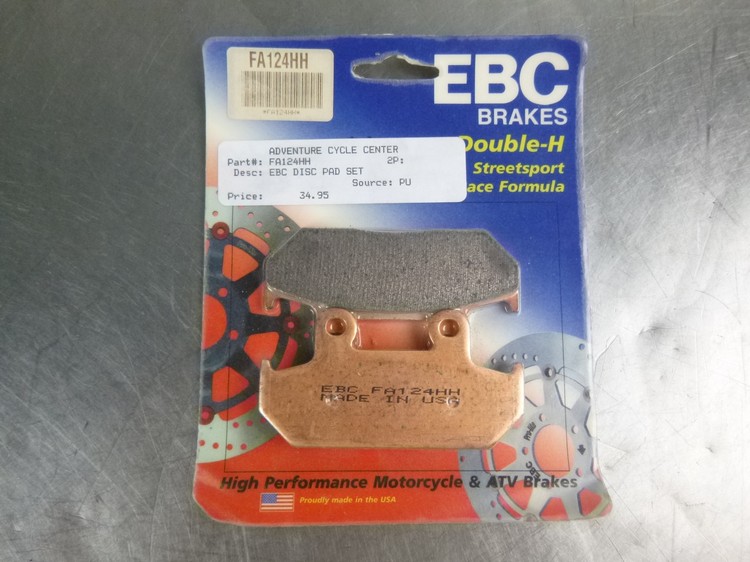 FA124HH
*FA124HH*
EBC
BRAKES
Double-H
Streetsport
ace Formula
ADVENTURE CYCLE CENTER
Part#: FA124HH 2P:
Desc: EBC DISC PAD SET
Source: PU
Price: 34.95
EBC FA124HH
MADE IN USA
EBC
High Performance Motorcycle & ATV Brakes
Proudly made in the USA